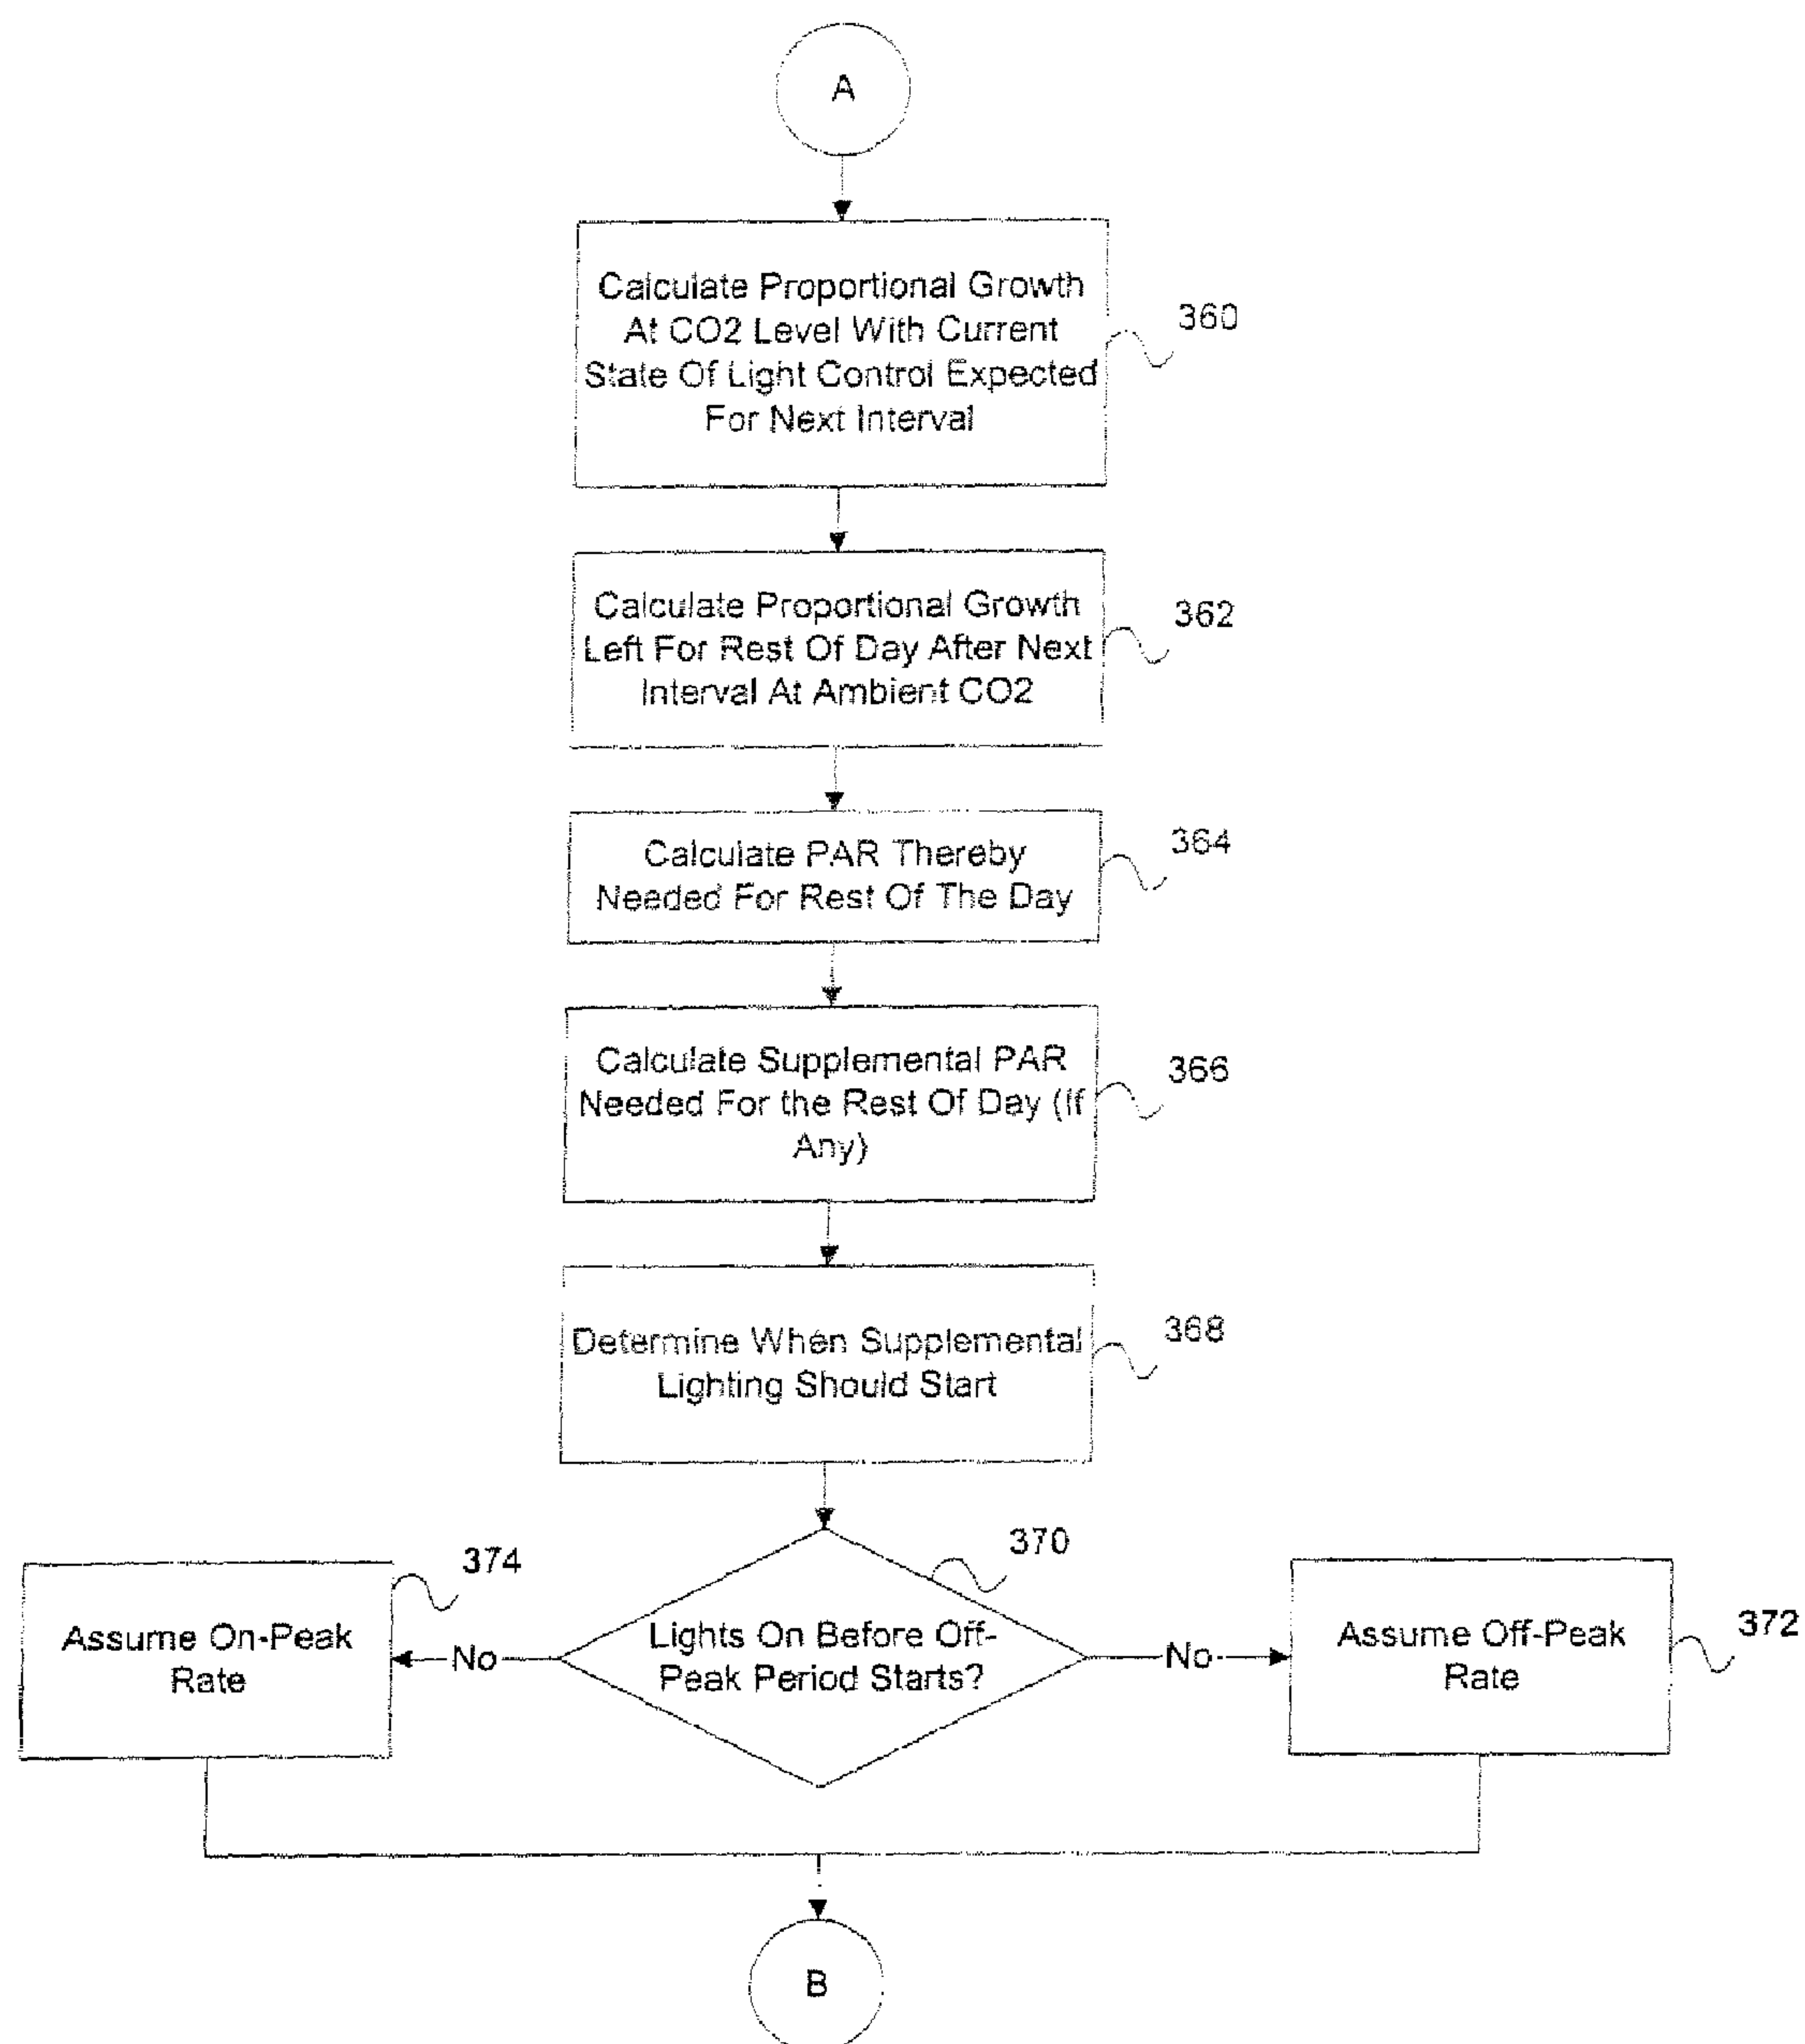 A
Calculate Proportional Growth
At CO2 Level With Current
State Of Light Control Expected
For Next Interval
360
Calculate Proportional Growth
Left For Rest Of Day After Next
Interval At Ambient CO2
362
Calculate PAR Thereby
Needed For Rest Of The Day
364
Calculate Supplemental PAR
Needed For the Rest Of Day (If
Any)
366
Determine When Supplemental
Lighting Should Start
368
374
Assume On-Peak
Rate
No
370
Lights On Before Off-
Peak Period Starts?
No
Assume Off-Peak
Rate
372
B